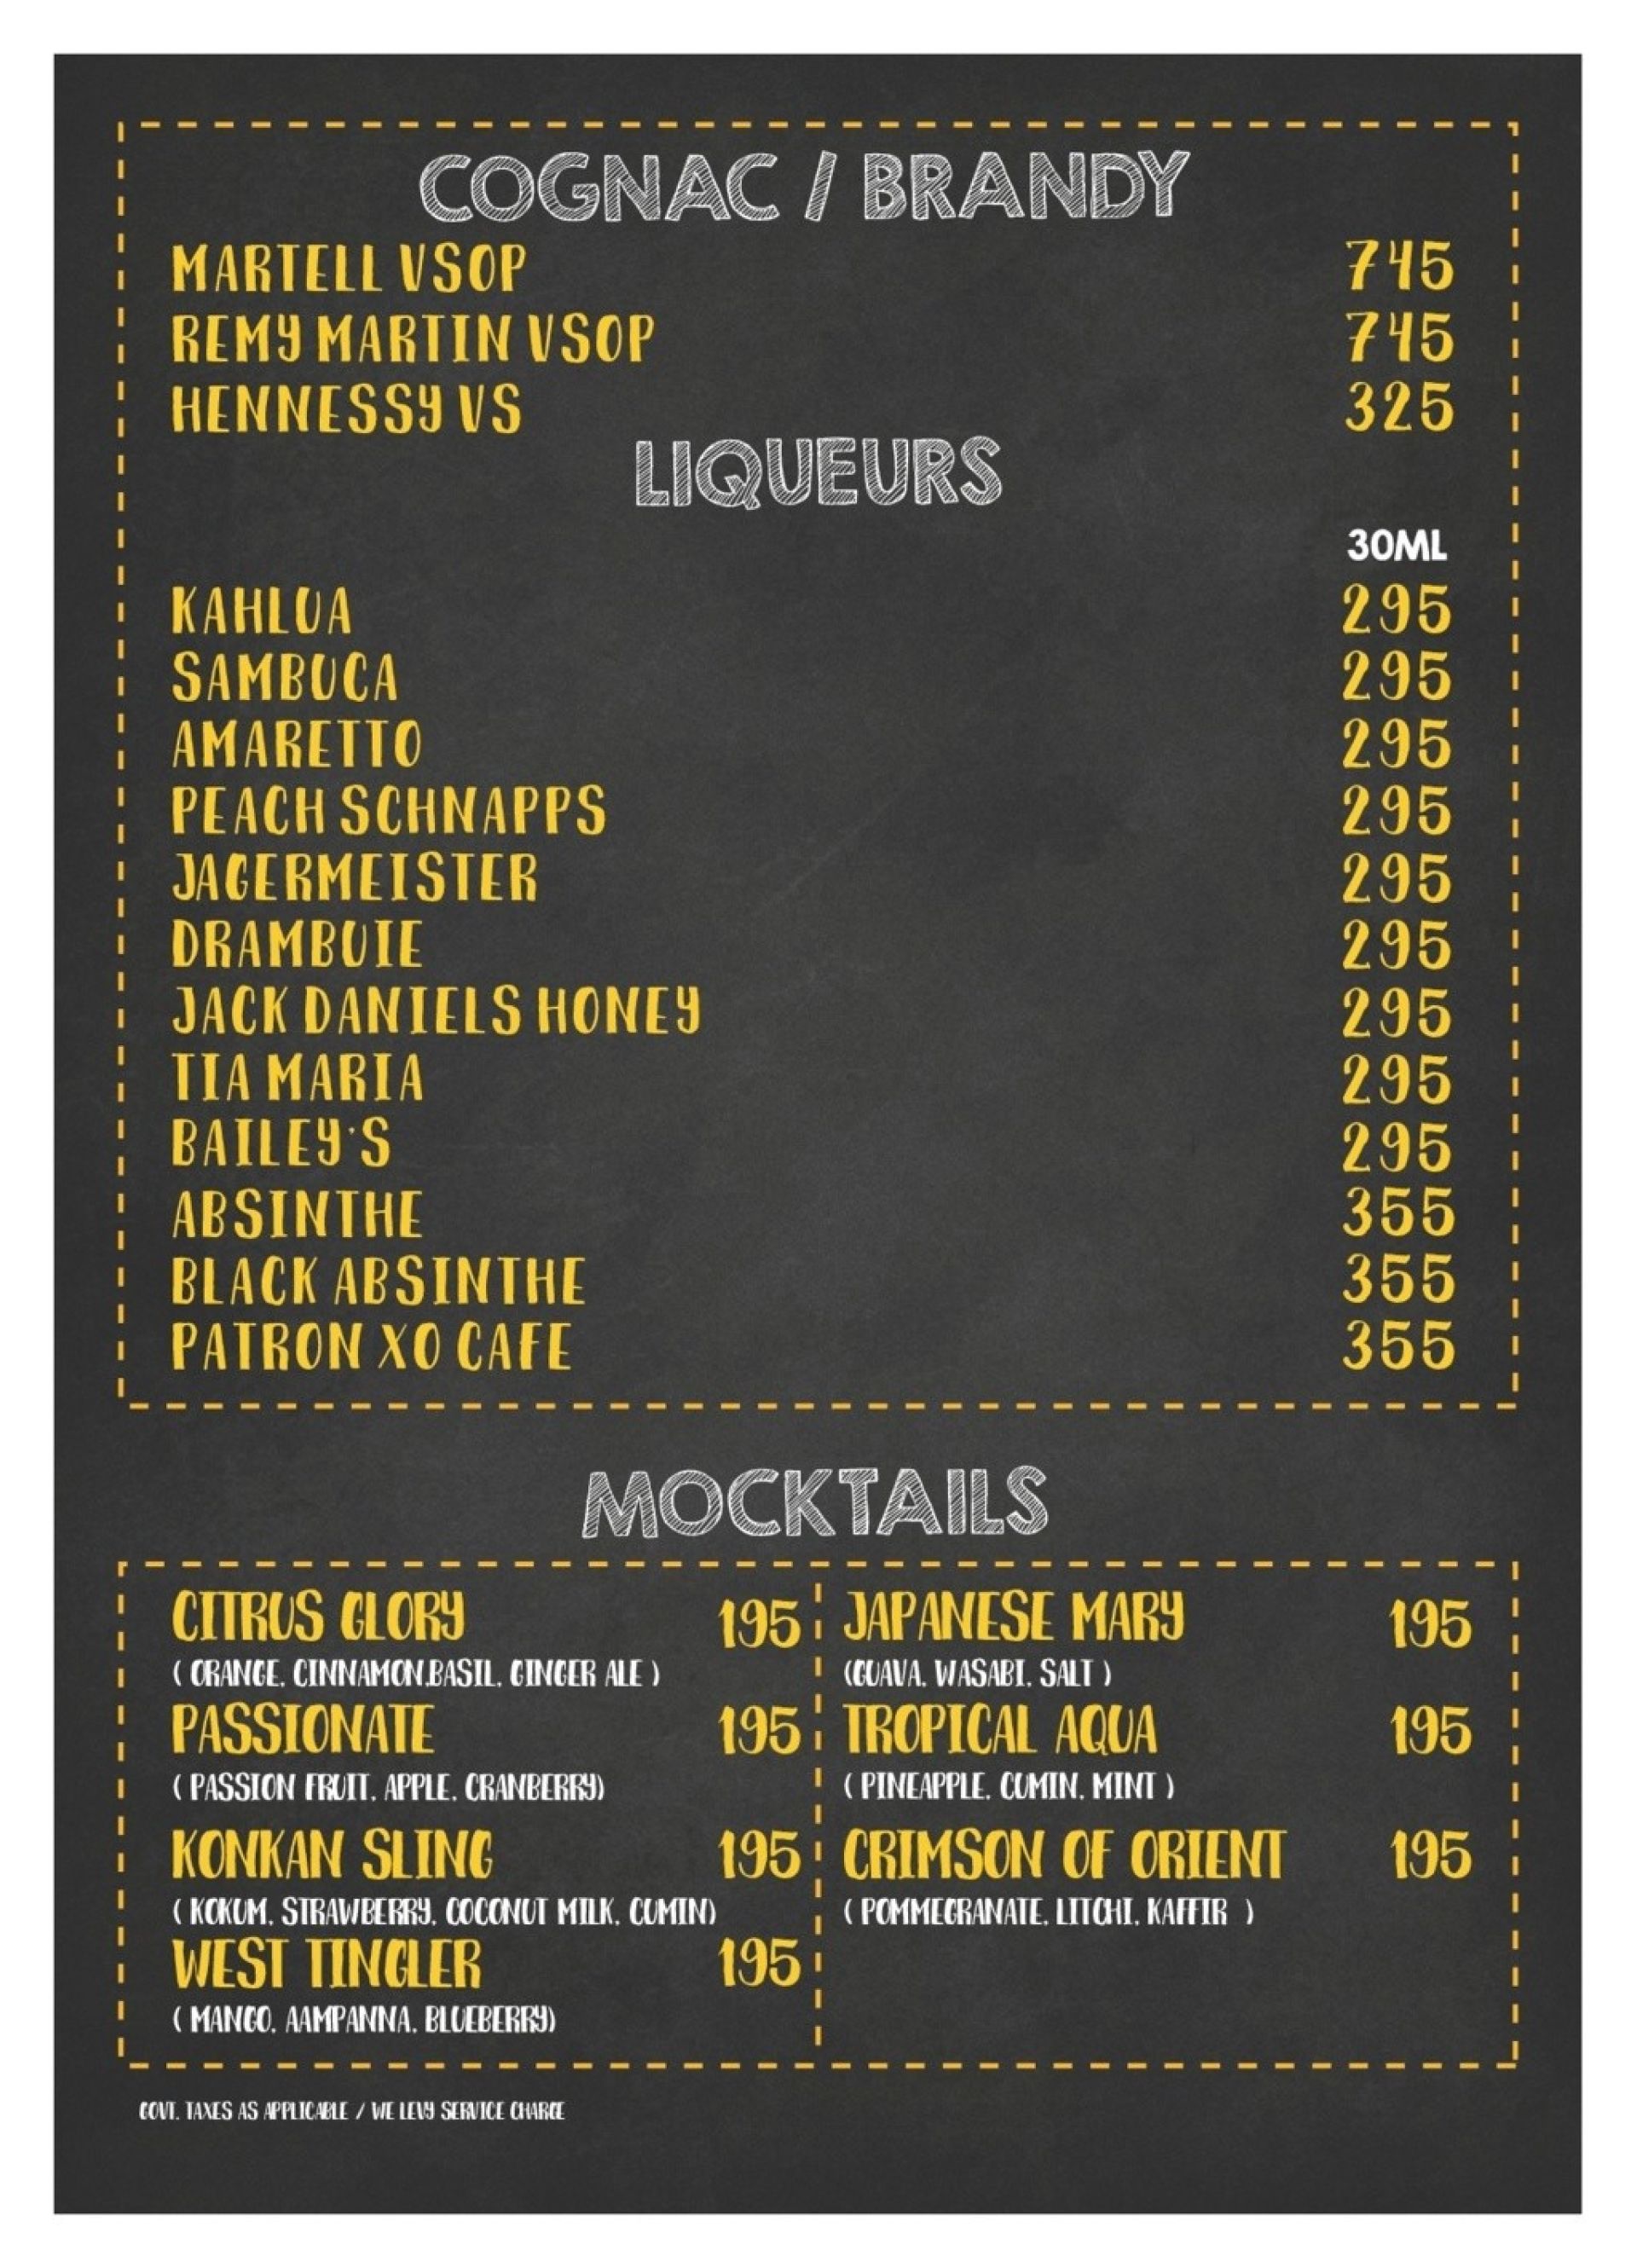 COGNAC / BRANDY
MARTELL VSOP 745
REMY MARTIN VSOP 745
HENNESSY VS 325
LIQUEURS
30ML
KAHLUA 295
SAMBUCA 295
AMARETTO 295
PEACH SCHNAPPS 295
JAGERMEISTER 295
DRAMBUIE 295
JACK DANIELS HONEY 295
TIA MARIA 295
BAILEY'S 295
ABSINTHE 355
BLACK ABSINTHE 355
PATRON XO CAFE 355
MOCKTAILS
CITRUS GLORY 195
( ORANGE, CINNAMON,BASIL, GINGER ALE )
PASSIONATE 195
( PASSION FRUIT, APPLE, CRANBERRY)
KONKAN SLING 195
( KOKUM, STRAWBERRY, COCONUT MILK, CUMIN)
WEST TINGLER 195
( MANGO, AAMPANNA, BLUEBERRY)
JAPANESE MARY 195
(GUAVA, WASABI, SALT )
TROPICAL AQUA 195
( PINEAPPLE, CUMIN, MINT )
CRIMSON OF ORIENT 195
( POMMEGRANATE, LITCHI, KAFFIR )
GOVT. TAXES AS APPLICABLE / WE LEVY SERVICE CHARGE